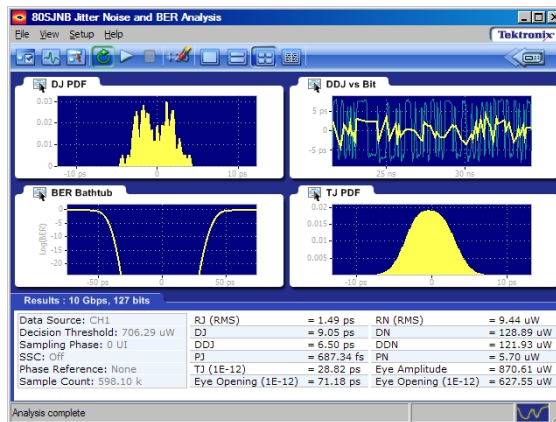 80SJNB Jitter Noise and BER Analysis
File View Setup Help
Tektronix
DJ PDF
0.03
0.02
0.01
0
-10 ps 0 10 ps
DDJ vs Bit
5 ps
-5 ps
25 ns 30 ns
BER Bathtub
Log(BER)
0
-5
-10
-15
-20
-50 ps 0 50 ps
TJ PDF
0.02
0.015
0.01
0.005
-10 ps 0 10 ps
Results : 10 Gbps, 127 bits
Data Source: CH1
Decision Threshold: 706.29 uW
Sampling Phase: 0 UI
SSC: Off
Phase Reference: None
Sample Count: 598.10 k
RJ (RMS) = 1.49 ps RN (RMS) = 9.44 uW
DJ = 9.05 ps DN = 128.89 uW
DDJ = 6.50 ps DDN = 121.93 uW
PJ = 687.34 fs PN = 5.70 uW
TJ (1E-12) = 28.82 ps Eye Amplitude = 870.61 uW
Eye Opening (1E-12) = 71.18 ps Eye Opening (1E-12) = 627.55 uW
Analysis complete